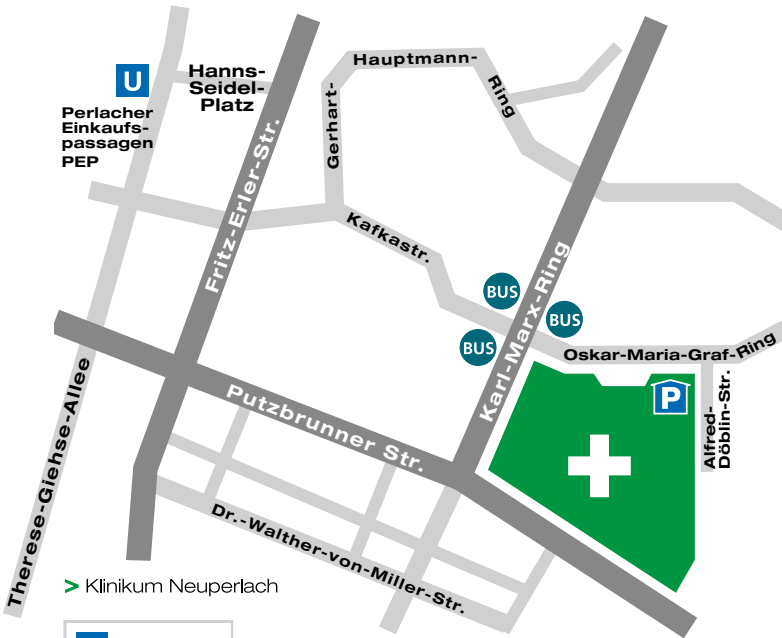 U
Hanns-
Seidel-
Platz
Perlacher
Einkaufs-
passagen
PEP
Fritz-Erler-Str.
Gerhart-
Hauptmann-
Ring
Kafkastr.
Karl-Marx-Ring
BUS
BUS
BUS
Oskar-Maria-Graf-Ring
P
Alfred-
Döblin-Str.
Therese-Giehse-Allee
Putzbrunner Str.
Dr.-Walther-von-Miller-Str.
> Klinikum Neuperlach